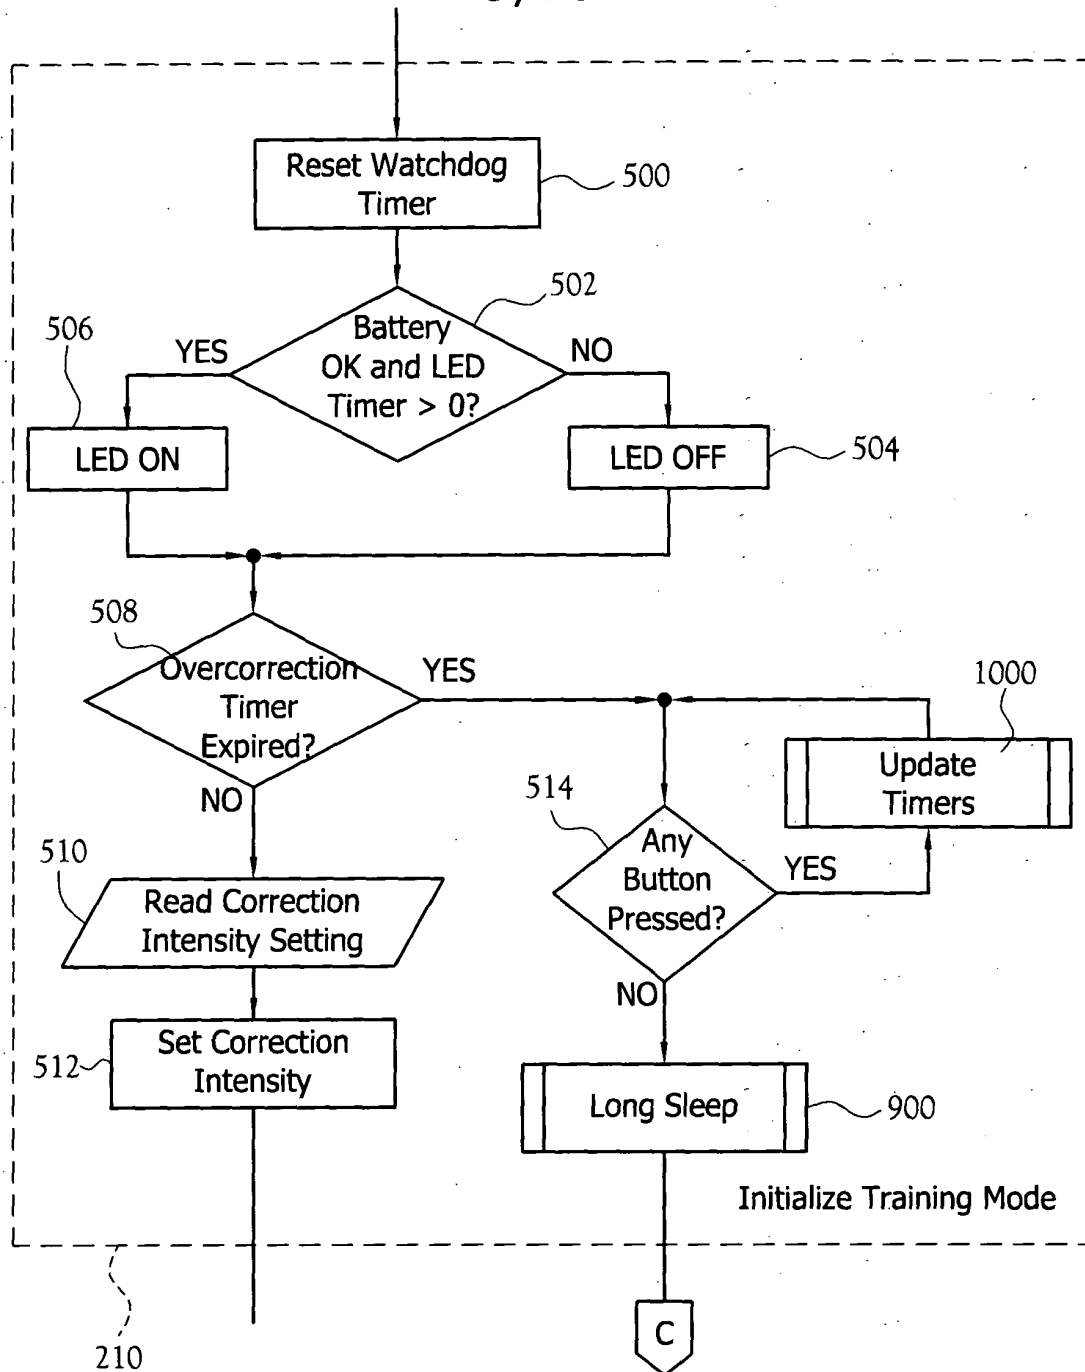 Reset Watchdog
Timer
500
502
Battery
OK and LED
Timer > 0?
YES
NO
506
LED ON
LED OFF
504
508
Overcorrection
Timer
Expired?
YES
NO
1000
Update
Timers
514
Any
Button
Pressed?
YES
NO
510
Read Correction
Intensity Setting
512
Set Correction
Intensity
Long Sleep
900
Initialize Training Mode
210
C